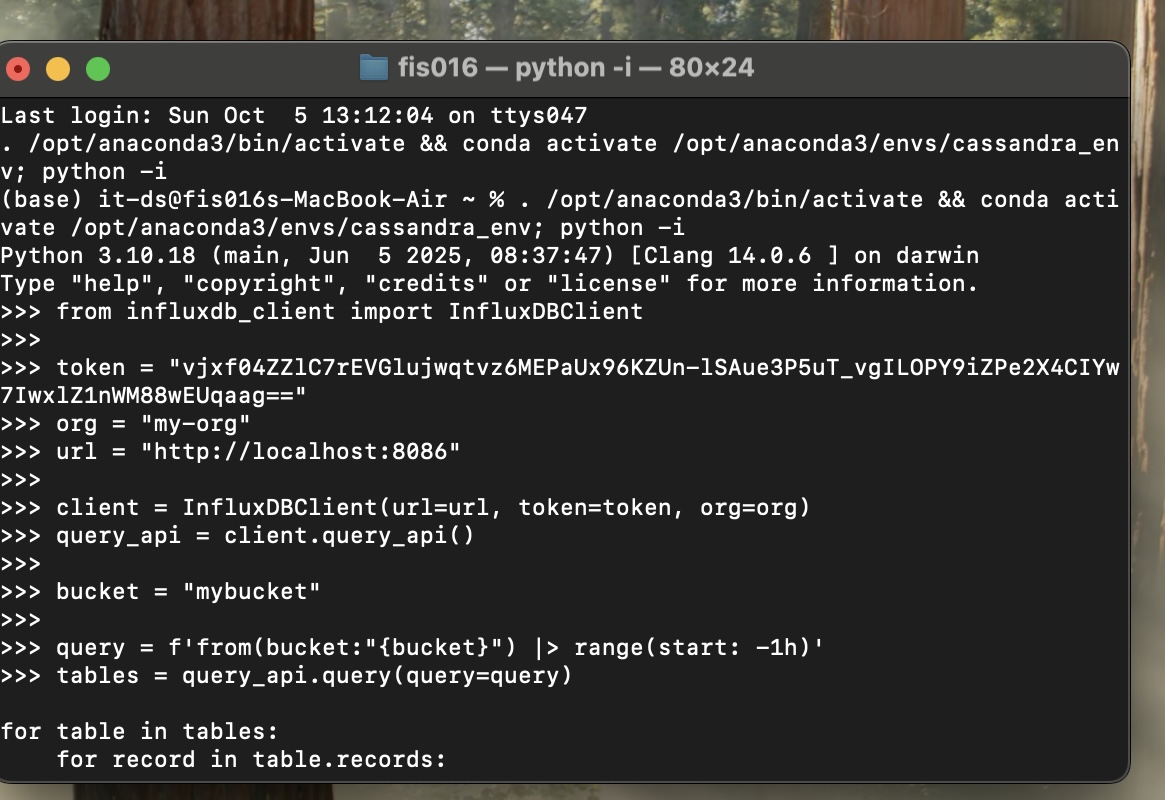 fis016 — python -i — 80×24
Last login: Sun Oct  5 13:12:04 on ttys047
. /opt/anaconda3/bin/activate && conda activate /opt/anaconda3/envs/cassandra_en
v; python -i
(base) it-ds@fis016s-MacBook-Air ~ % . /opt/anaconda3/bin/activate && conda acti
vate /opt/anaconda3/envs/cassandra_env; python -i
Python 3.10.18 (main, Jun  5 2025, 08:37:47) [Clang 14.0.6 ] on darwin
Type "help", "copyright", "credits" or "license" for more information.
>>> from influxdb_client import InfluxDBClient
>>>
>>> token = "vjxf04ZZlC7rEVGlujwqtvz6MEPaUx96KZUn-lSAue3P5uT_vgILOPY9iZPe2X4CIYw
7IwxlZ1nWM88wEUqaag=="
>>> org = "my-org"
>>> url = "http://localhost:8086"
>>>
>>> client = InfluxDBClient(url=url, token=token, org=org)
>>> query_api = client.query_api()
>>>
>>> bucket = "mybucket"
>>>
>>> query = f'from(bucket:"{bucket}") |> range(start: -1h)'
>>> tables = query_api.query(query=query)

for table in tables:
    for record in table.records: